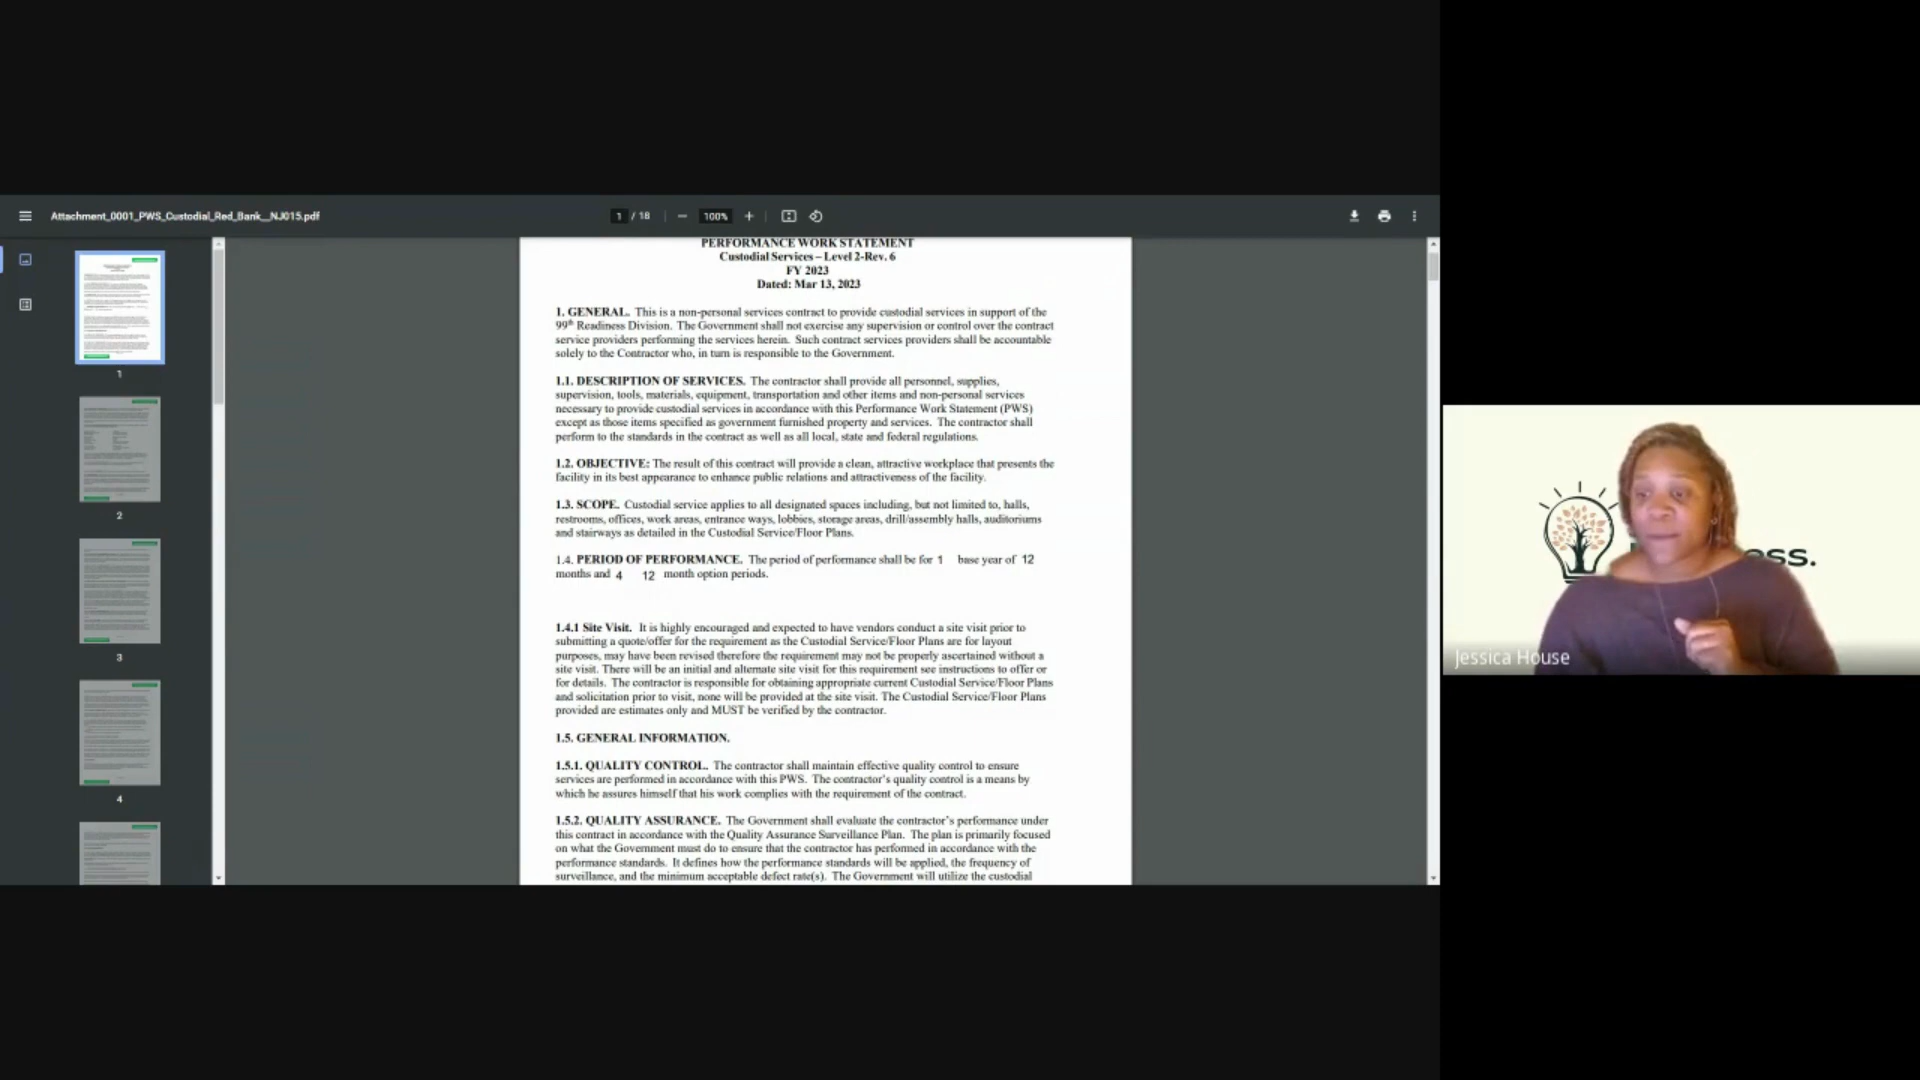 Attachment_0001_PWS_Custodial_Red_Bank__NJ015.pdf
1 / 18
100%
1
2
3
4
PERFORMANCE WORK STATEMENT
Custodial Services – Level 2-Rev. 6
FY 2023
Dated: Mar 13, 2023
1. GENERAL. This is a non-personal services contract to provide custodial services in support of the
99th Readiness Division. The Government shall not exercise any supervision or control over the contract
service providers performing the services herein. Such contract services providers shall be accountable
solely to the Contractor who, in turn is responsible to the Government.
1.1. DESCRIPTION OF SERVICES. The contractor shall provide all personnel, supplies,
supervision, tools, materials, equipment, transportation and other items and non-personal services
necessary to provide custodial services in accordance with this Performance Work Statement (PWS)
except as those items specified as government furnished property and services. The contractor shall
perform to the standards in the contract as well as all local, state and federal regulations.
1.2. OBJECTIVE: The result of this contract will provide a clean, attractive workplace that presents the
facility in its best appearance to enhance public relations and attractiveness of the facility.
1.3. SCOPE. Custodial service applies to all designated spaces including, but not limited to, halls,
restrooms, offices, work areas, entrance ways, lobbies, storage areas, drill/assembly halls, auditoriums
and stairways as detailed in the Custodial Service/Floor Plans.
1.4. PERIOD OF PERFORMANCE. The period of performance shall be for 1 base year of 12
months and 4 12 month option periods.
1.4.1 Site Visit. It is highly encouraged and expected to have vendors conduct a site visit prior to
submitting a quote/offer for the requirement as the Custodial Service/Floor Plans are for layout
purposes, may have been revised therefore the requirement may not be properly ascertained without a
site visit. There will be an initial and alternate site visit for this requirement see instructions to offer or
for details. The contractor is responsible for obtaining appropriate current Custodial Service/Floor Plans
and solicitation prior to visit, none will be provided at the site visit. The Custodial Service/Floor Plans
provided are estimates only and MUST be verified by the contractor.
1.5. GENERAL INFORMATION.
1.5.1. QUALITY CONTROL. The contractor shall maintain effective quality control to ensure
services are performed in accordance with this PWS. The contractor's quality control is a means by
which he assures himself that his work complies with the requirement of the contract.
1.5.2. QUALITY ASSURANCE. The Government shall evaluate the contractor's performance under
this contract in accordance with the Quality Assurance Surveillance Plan. The plan is primarily focused
on what the Government must do to ensure that the contractor has performed in accordance with the
performance standards. It defines how the performance standards will be applied, the frequency of
surveillance, and the minimum acceptable defect rate(s). The Government will utilize the custodial
Jessica House